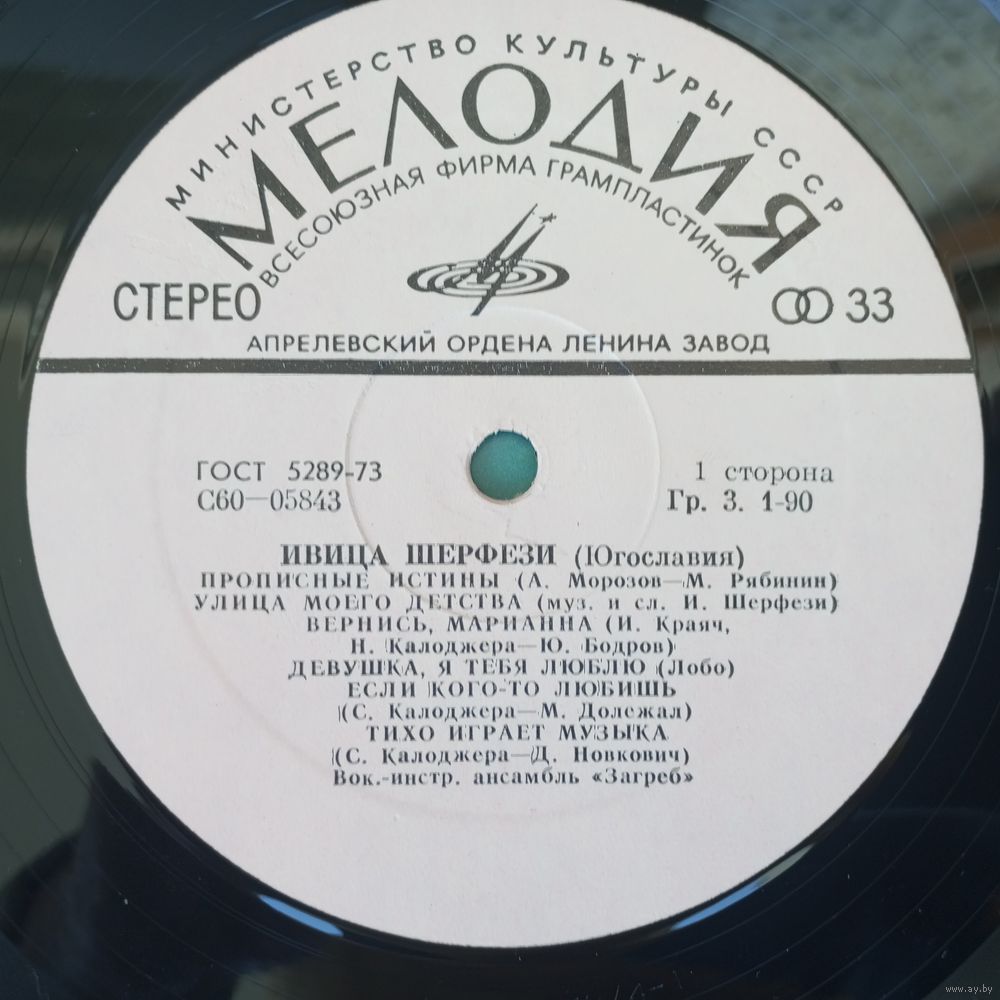 МИНИСТЕРСТВО КУЛЬТУРЫ СССР
МЕЛОДИЯ
ВСЕСОЮЗНАЯ ФИРМА ГРАМПЛАСТИНОК
СТЕРЕО
33
АПРЕЛЕВСКИЙ ОРДЕНА ЛЕНИНА ЗАВОД
ГОСТ 5289-73
1 сторона
С60—05843
Гр. 3. 1-90
ИВИЦА ШЕРФЕЗИ (Югославия)
ПРОПИСНЫЕ ИСТИНЫ (А. Морозов—М. Рябинин)
УЛИЦА МОЕГО ДЕТСТВА (муз. и сл. И. Шерфези)
ВЕРНИСЬ, МАРИАННА (И. Краяч,
Н. Калоджера—Ю. Бодров)
ДЕВУШКА, Я ТЕБЯ ЛЮБЛЮ (Лобо)
ЕСЛИ КОГО-ТО ЛЮБИШЬ
(С. Калоджера—М. Долежал)
ТИХО ИГРАЕТ МУЗЫКА
(С. Калоджера—Д. Новкович)
Вок.-инстр. ансамбль «Загреб»
www.ay.by